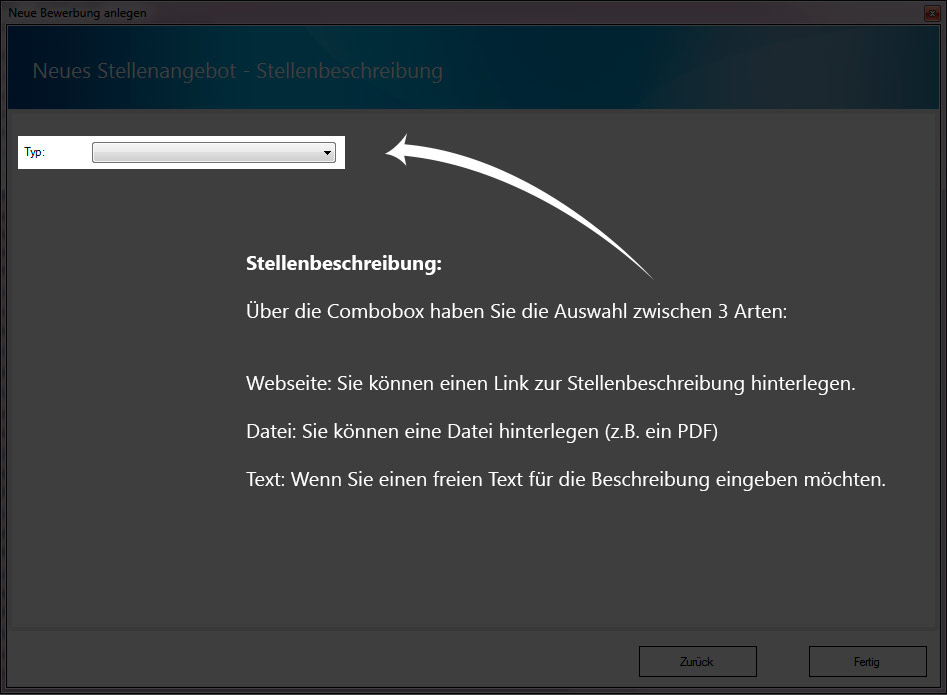 Neue Bewerbung anlegen
Neues Stellenangebot - Stellenbeschreibung
Typ:
Stellenbeschreibung:
Über die Combobox haben Sie die Auswahl zwischen 3 Arten:
Webseite: Sie können einen Link zur Stellenbeschreibung hinterlegen.
Datei: Sie können eine Datei hinterlegen (z.B. ein PDF)
Text: Wenn Sie einen freien Text für die Beschreibung eingeben möchten.
Zurück
Fertig